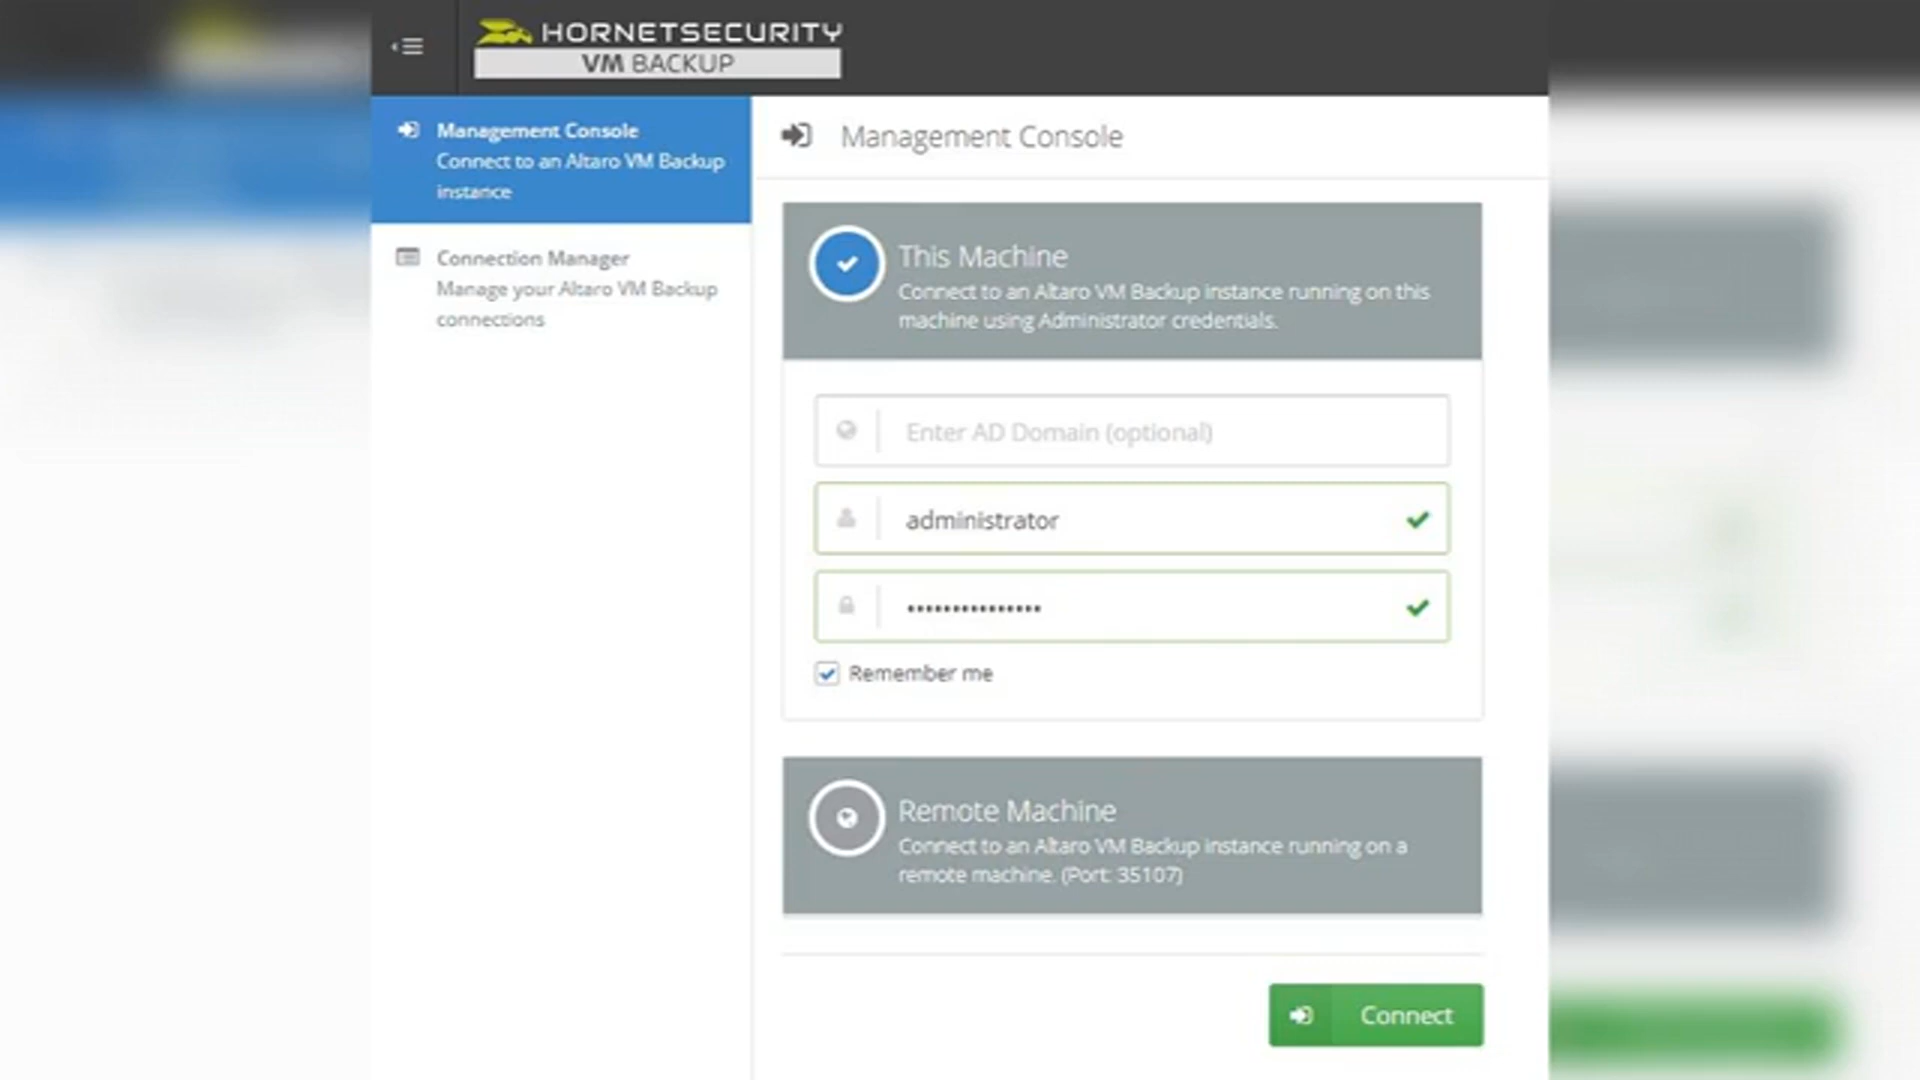 HORNETSECURITY
VM BACKUP
Management Console
Connect to an Altaro VM Backup
instance
Connection Manager
Manage your Altaro VM Backup
connections
Management Console
This Machine
Connect to an Altaro VM Backup instance running on this
machine using Administrator credentials.
Enter AD Domain (optional)
administrator
•••••••••••••••
Remember me
Remote Machine
Connect to an Altaro VM Backup instance running on a
remote machine. (Port: 35107)
Connect